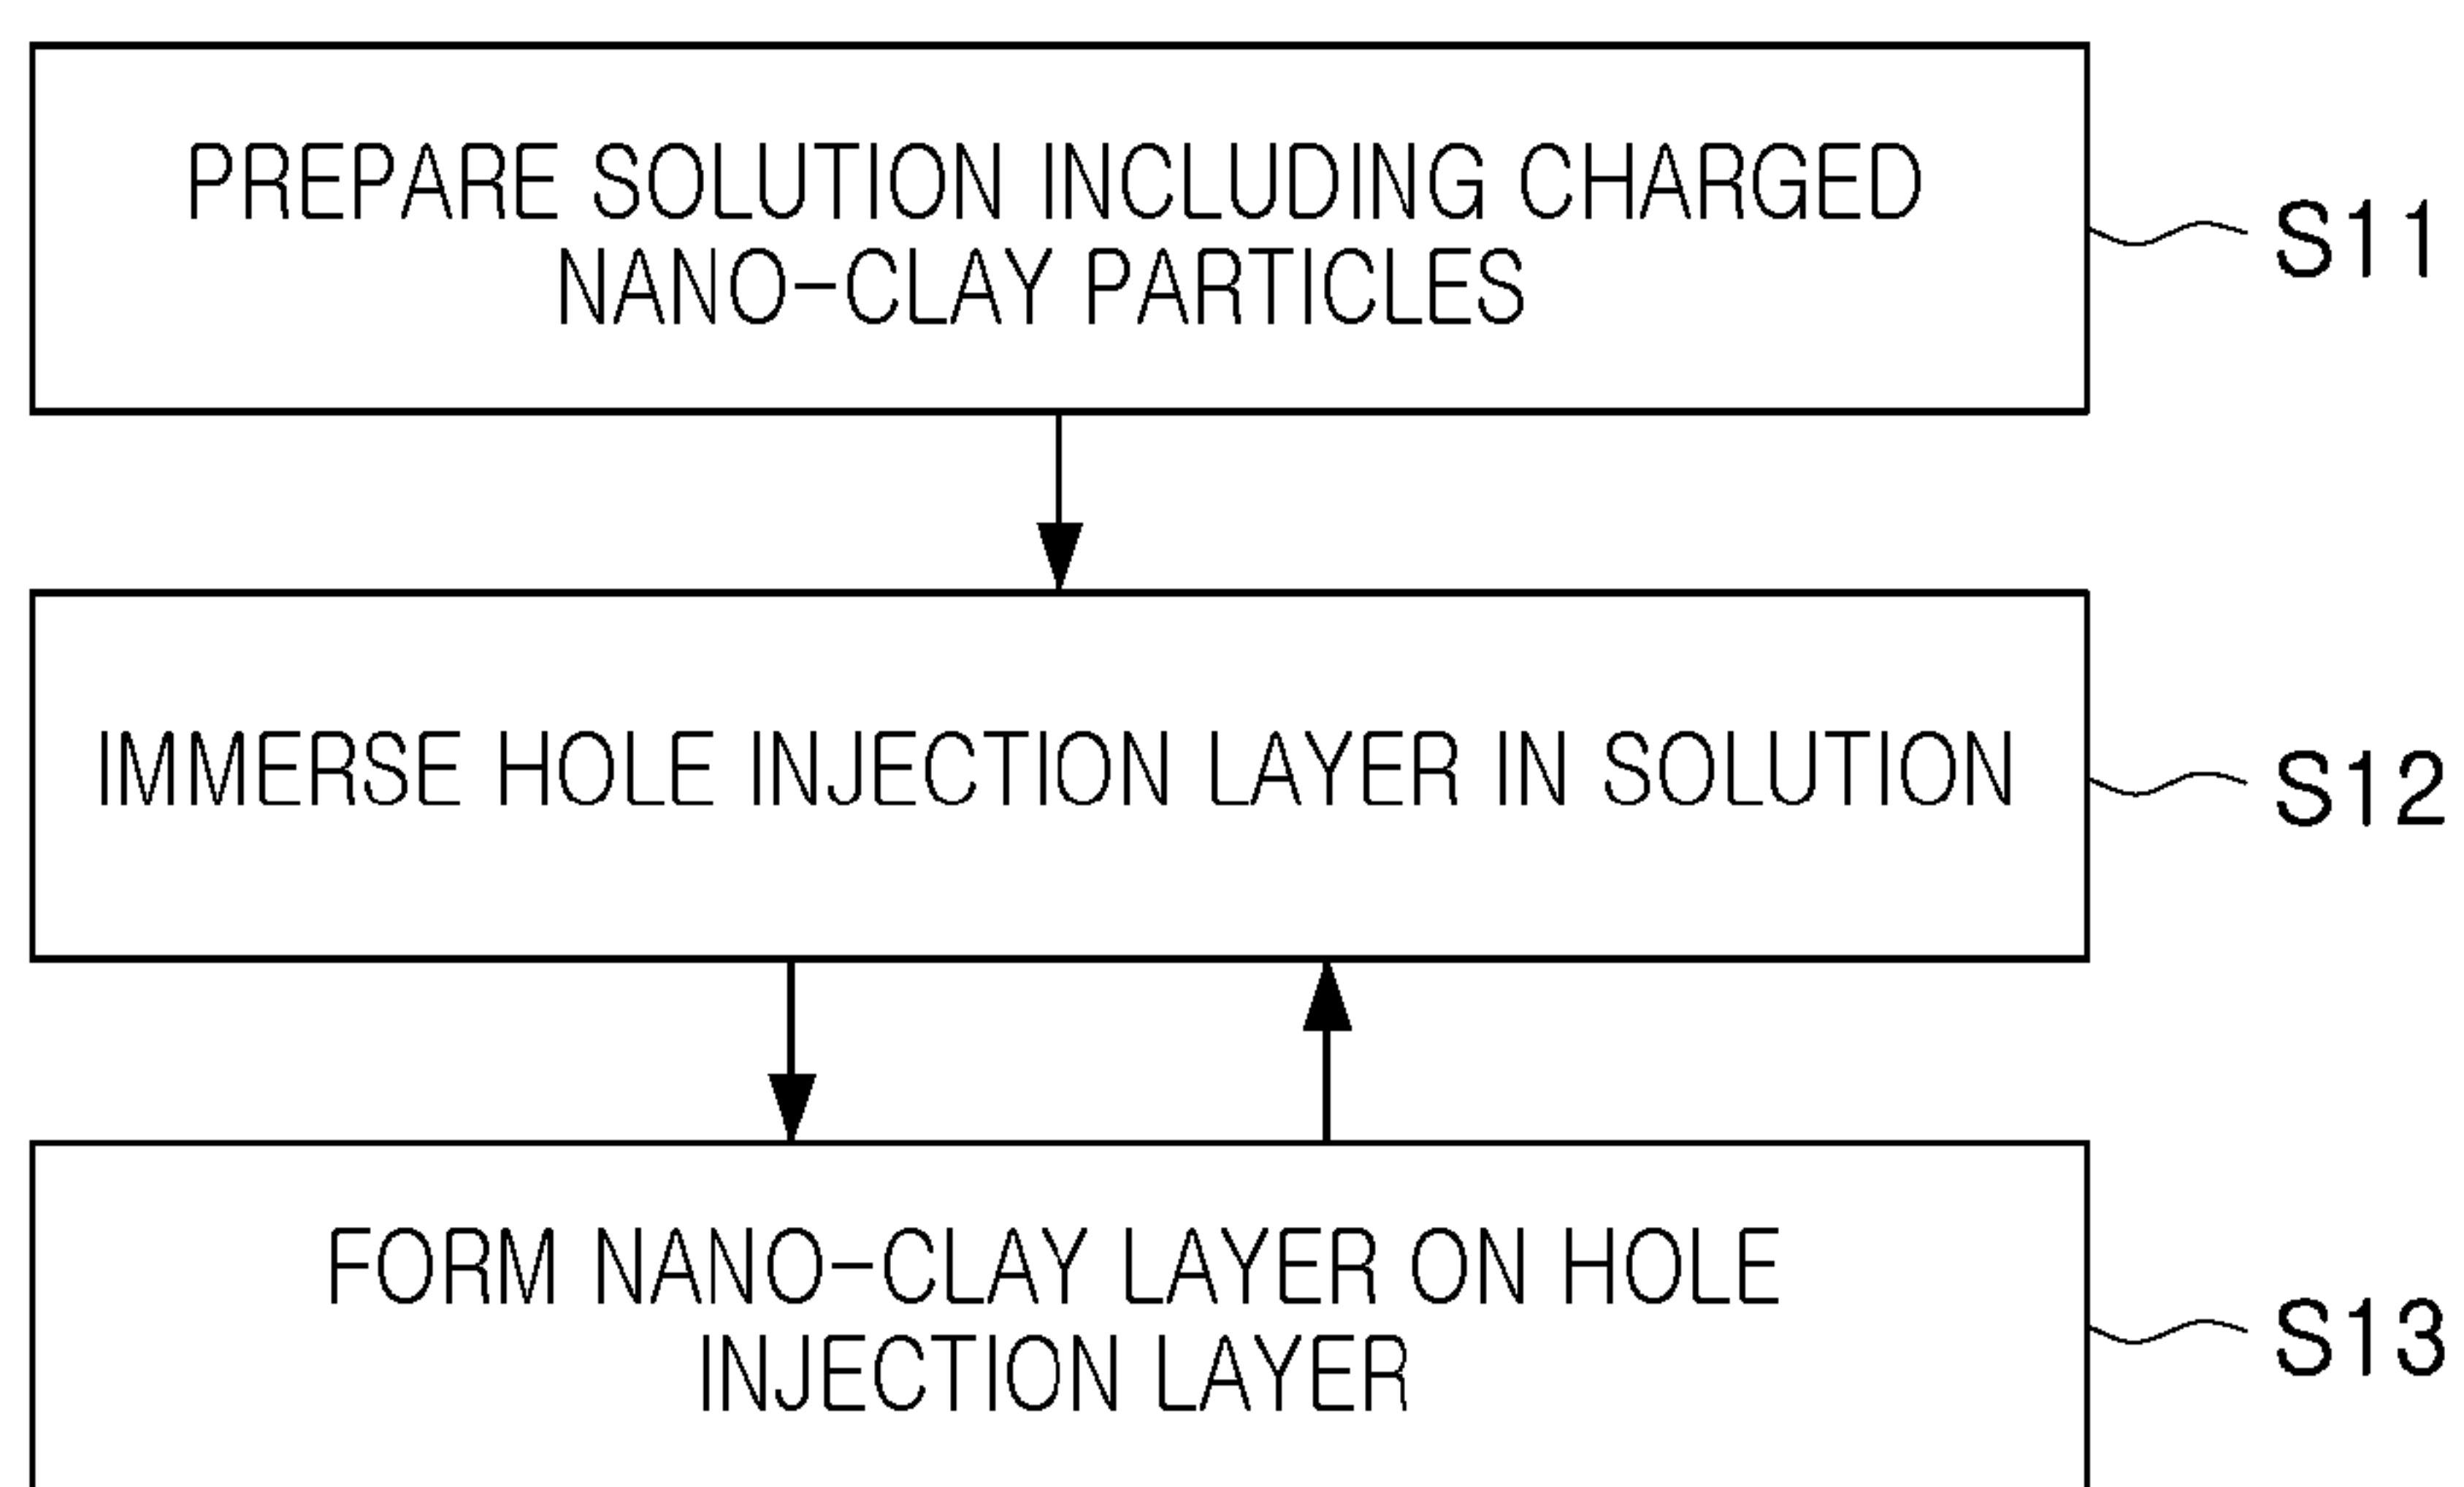 PREPARE SOLUTION INCLUDING CHARGED
NANO-CLAY PARTICLES
S11
IMMERSE HOLE INJECTION LAYER IN SOLUTION
S12
FORM NANO-CLAY LAYER ON HOLE
INJECTION LAYER
S13